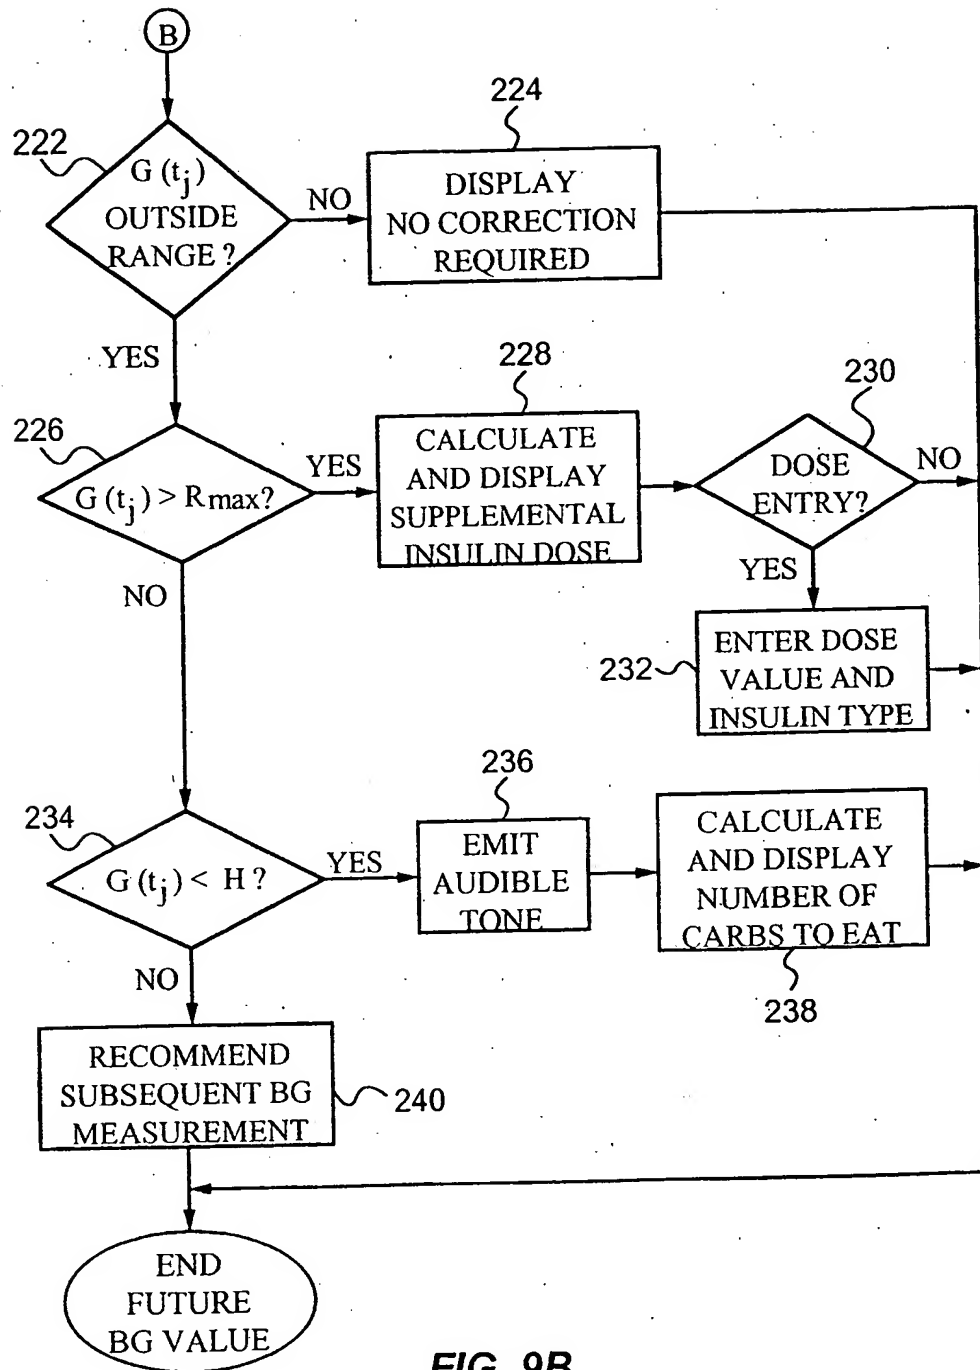 B
222
G (tj)
OUTSIDE
RANGE ?
NO
224
DISPLAY
NO CORRECTION
REQUIRED
YES
226
G (tj) > Rmax?
YES
228
CALCULATE
AND DISPLAY
SUPPLEMENTAL
INSULIN DOSE
230
DOSE
ENTRY?
NO
YES
232
ENTER DOSE
VALUE AND
INSULIN TYPE
NO
234
G (tj) < H ?
YES
236
EMIT
AUDIBLE
TONE
CALCULATE
AND DISPLAY
NUMBER OF
CARBS TO EAT
238
NO
RECOMMEND
SUBSEQUENT BG
MEASUREMENT
240
END
FUTURE
BG VALUE
FIG. 9B